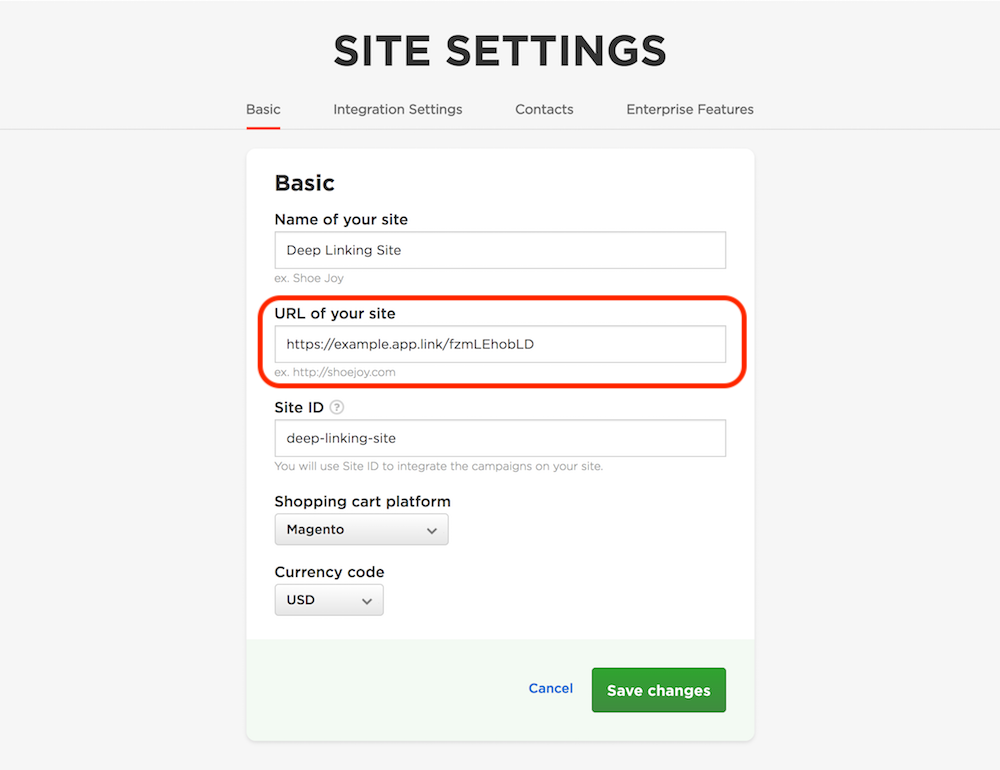 SITE SETTINGS
Basic Integration Settings Contacts Enterprise Features
Basic
Name of your site
Deep Linking Site
ex. Shoe Joy
URL of your site
https://example.app.link/fzmLEhobLD
ex. http://shoejoy.com
Site ID ?
deep-linking-site
You will use Site ID to integrate the campaigns on your site.
Shopping cart platform
Magento
Currency code
USD
Cancel Save changes